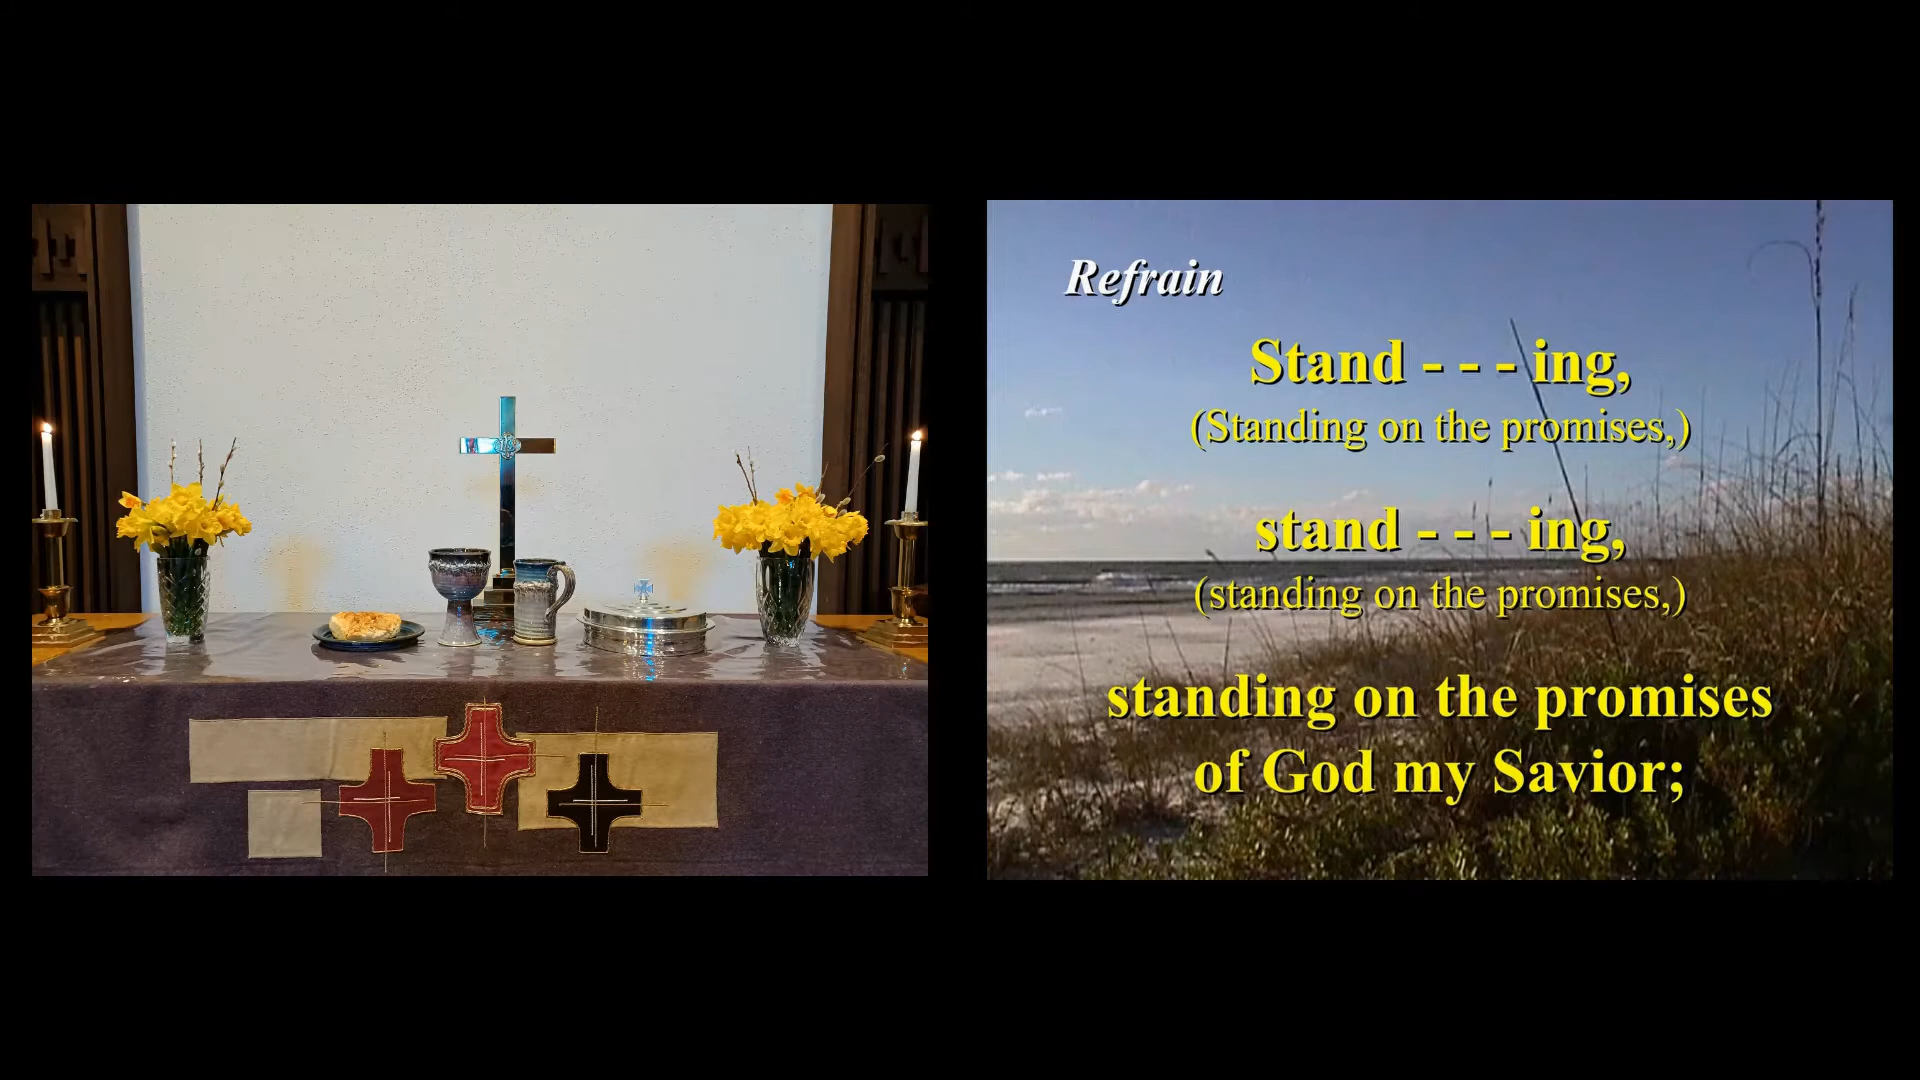 Refrain
Stand - - - ing,
(Standing on the promises,)
stand - - - ing,
(standing on the promises,)
standing on the promises
of God my Savior;